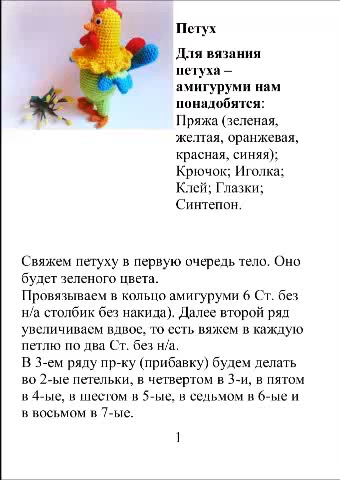 Петух
Для вязания
петуха –
амигуруми нам
понадобятся:
Пряжа (зеленая,
желтая, оранжевая,
красная, синяя);
Крючок; Иголка;
Клей; Глазки;
Синтепон.
Свяжем петуху в первую очередь тело. Оно
будет зеленого цвета.
Провязываем в кольцо амигуруми 6 Ст. без
н/а столбик без накида). Далее второй ряд
увеличиваем вдвое, то есть вяжем в каждую
петлю по два Ст. без н/а.
В 3-ем ряду пр-ку (прибавку) будем делать
во 2-ые петельки, в четвертом в 3-и, в пятом
в 4-ые, в шестом в 5-ые, в седьмом в 6-ые и
в восьмом в 7-ые.
1